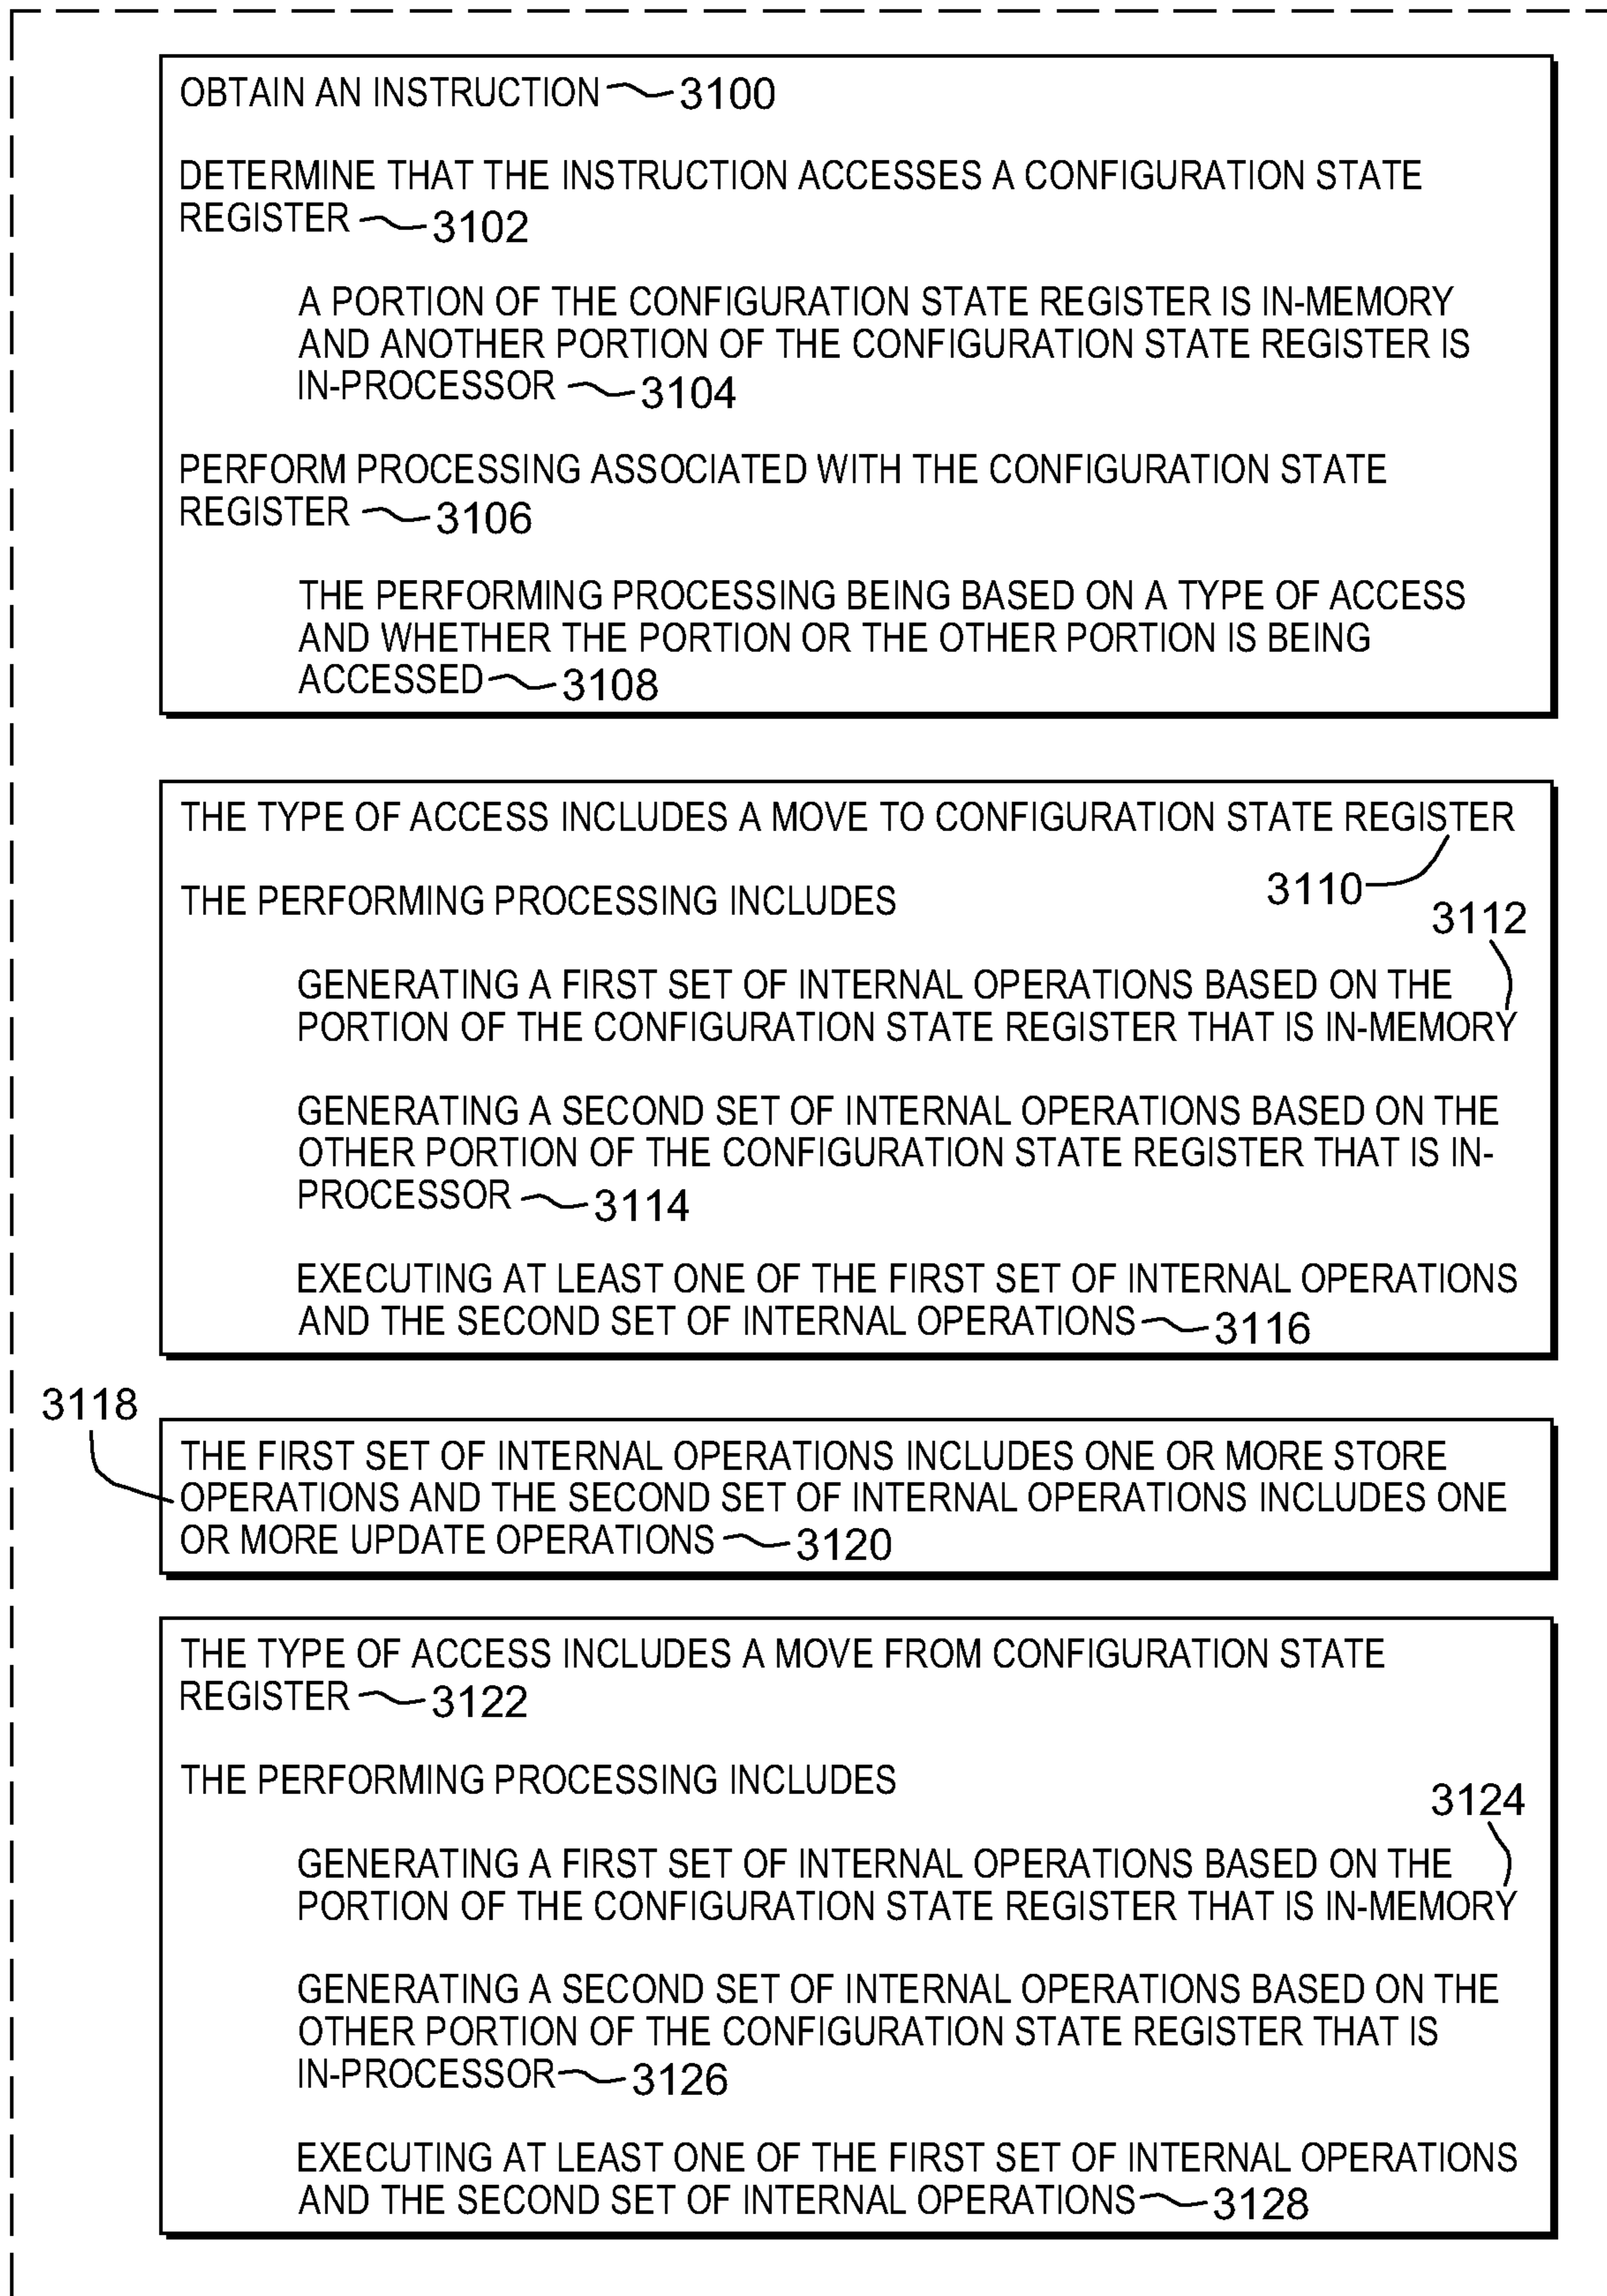 OBTAIN AN INSTRUCTION 3100
DETERMINE THAT THE INSTRUCTION ACCESSES A CONFIGURATION STATE
REGISTER 3102
A PORTION OF THE CONFIGURATION STATE REGISTER IS IN-MEMORY
AND ANOTHER PORTION OF THE CONFIGURATION STATE REGISTER IS
IN-PROCESSOR 3104
PERFORM PROCESSING ASSOCIATED WITH THE CONFIGURATION STATE
REGISTER 3106
THE PERFORMING PROCESSING BEING BASED ON A TYPE OF ACCESS
AND WHETHER THE PORTION OR THE OTHER PORTION IS BEING
ACCESSED 3108
THE TYPE OF ACCESS INCLUDES A MOVE TO CONFIGURATION STATE REGISTER
3110
THE PERFORMING PROCESSING INCLUDES
3112
GENERATING A FIRST SET OF INTERNAL OPERATIONS BASED ON THE
PORTION OF THE CONFIGURATION STATE REGISTER THAT IS IN-MEMORY
GENERATING A SECOND SET OF INTERNAL OPERATIONS BASED ON THE
OTHER PORTION OF THE CONFIGURATION STATE REGISTER THAT IS IN-
PROCESSOR 3114
EXECUTING AT LEAST ONE OF THE FIRST SET OF INTERNAL OPERATIONS
AND THE SECOND SET OF INTERNAL OPERATIONS 3116
3118
THE FIRST SET OF INTERNAL OPERATIONS INCLUDES ONE OR MORE STORE
OPERATIONS AND THE SECOND SET OF INTERNAL OPERATIONS INCLUDES ONE
OR MORE UPDATE OPERATIONS 3120
THE TYPE OF ACCESS INCLUDES A MOVE FROM CONFIGURATION STATE
REGISTER 3122
THE PERFORMING PROCESSING INCLUDES
3124
GENERATING A FIRST SET OF INTERNAL OPERATIONS BASED ON THE
PORTION OF THE CONFIGURATION STATE REGISTER THAT IS IN-MEMORY
GENERATING A SECOND SET OF INTERNAL OPERATIONS BASED ON THE
OTHER PORTION OF THE CONFIGURATION STATE REGISTER THAT IS
IN-PROCESSOR 3126
EXECUTING AT LEAST ONE OF THE FIRST SET OF INTERNAL OPERATIONS
AND THE SECOND SET OF INTERNAL OPERATIONS 3128